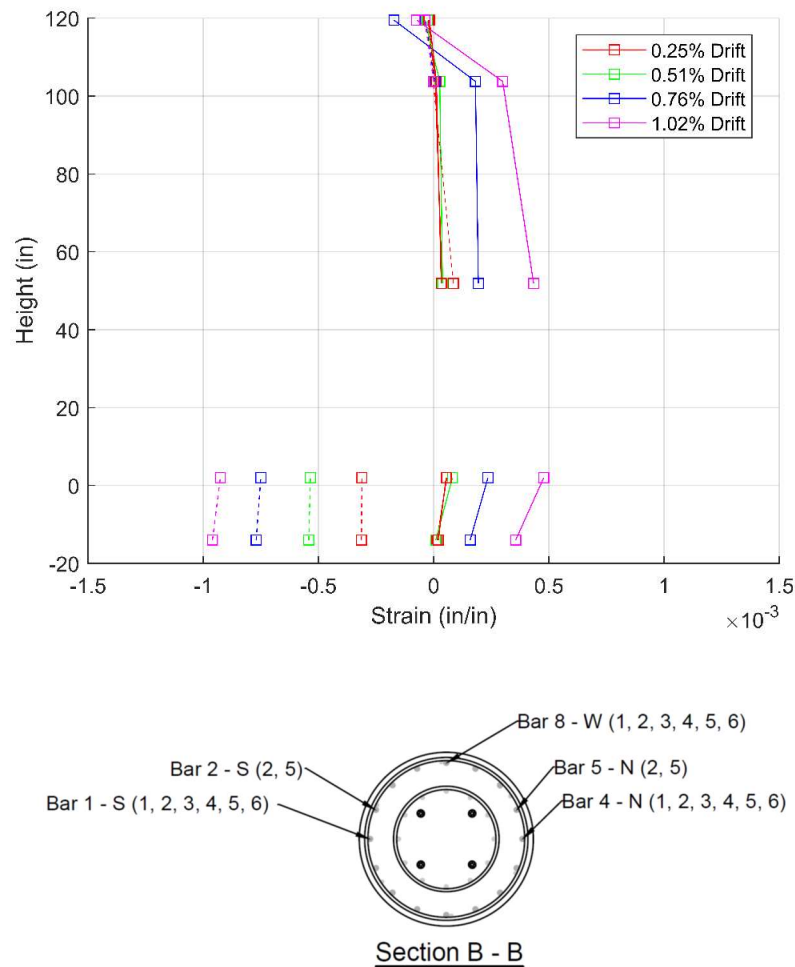 120
100
80
60
40
20
0
-20
Height (in)
0.25% Drift
0.51% Drift
0.76% Drift
1.02% Drift
-1.5
-1
-0.5
0
0.5
1
1.5
Strain (in/in)
×10⁻³
Bar 8 - W (1, 2, 3, 4, 5, 6)
Bar 2 - S (2, 5)
Bar 5 - N (2, 5)
Bar 1 - S (1, 2, 3, 4, 5, 6)
Bar 4 - N (1, 2, 3, 4, 5, 6)
Section B - B